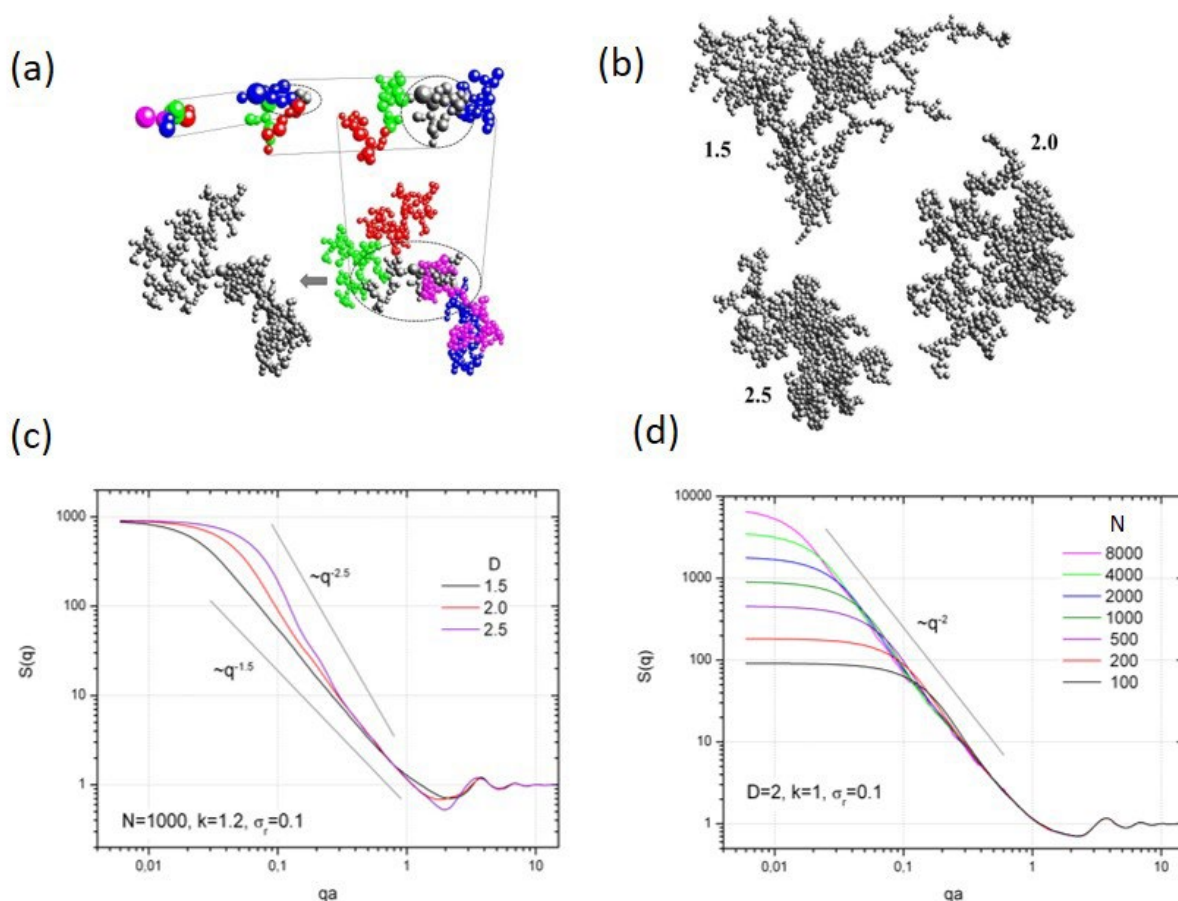 (a)
(b)
1.5
2.0
2.5
(c)
(d)
1000
100
10
1
S(q)
~q-2.5
~q-1.5
D
1.5
2.0
2.5
N=1000, k=1.2, σr=0.1
0,01
0,1
1
10
qa
10000
1000
100
10
1
S(q)
~q-2
N
8000
4000
2000
1000
500
200
100
D=2, k=1, σr=0.1
0,01
0,1
1
10
qa